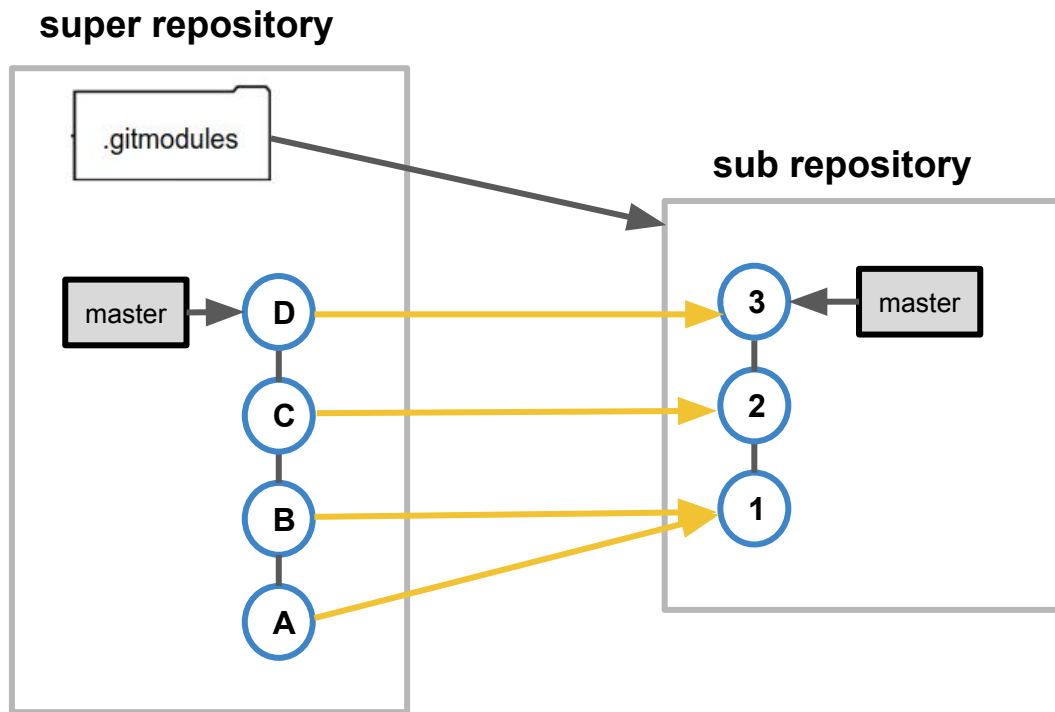 super repository
.gitmodules
sub repository
master
D
3
master
C
2
B
1
A